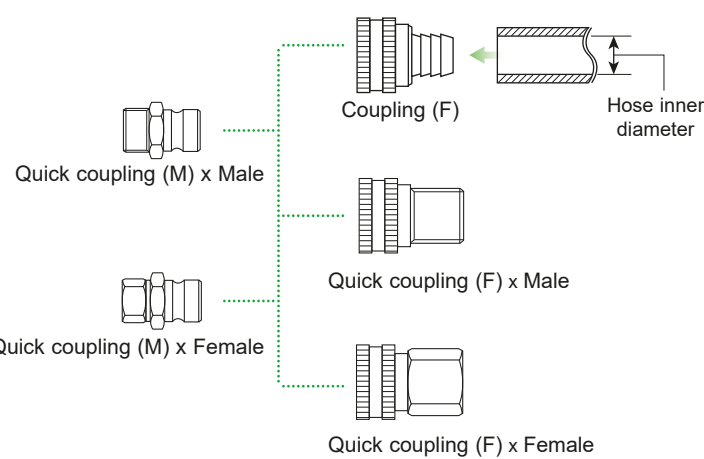 Coupling (F)
Hose inner
diameter
Quick coupling (M) x Male
Quick coupling (F) x Male
Quick coupling (M) x Female
Quick coupling (F) x Female